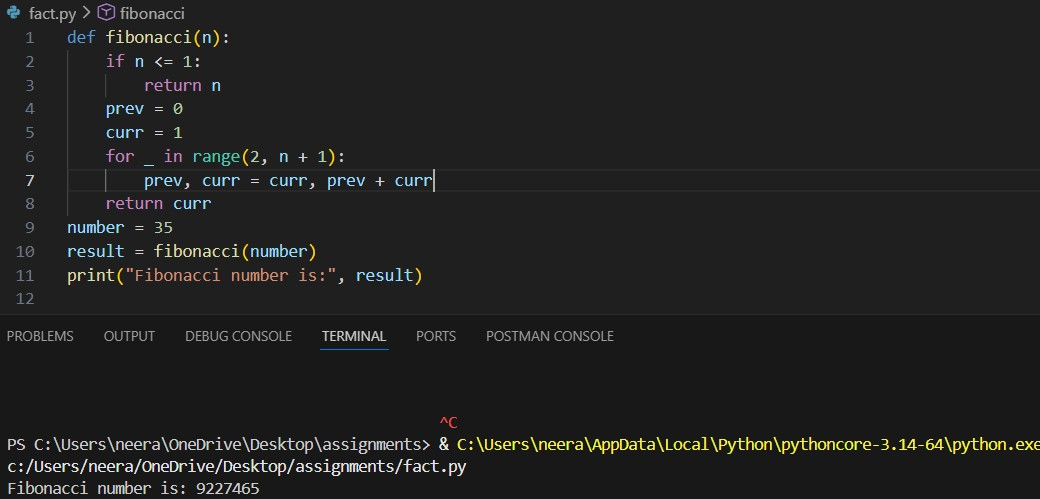 fact.py > fibonacci
1 def fibonacci(n):
2     if n <= 1:
3         return n
4     prev = 0
5     curr = 1
6     for _ in range(2, n + 1):
7         prev, curr = curr, prev + curr
8     return curr
9 number = 35
10 result = fibonacci(number)
11 print("Fibonacci number is:", result)
12
PROBLEMS OUTPUT DEBUG CONSOLE TERMINAL PORTS POSTMAN CONSOLE
^C
PS C:\Users\neera\OneDrive\Desktop\assignments> & C:\Users\neera\AppData\Local\Python\pythoncore-3.14-64\python.exe
c:/Users/neera/OneDrive/Desktop/assignments/fact.py
Fibonacci number is: 9227465